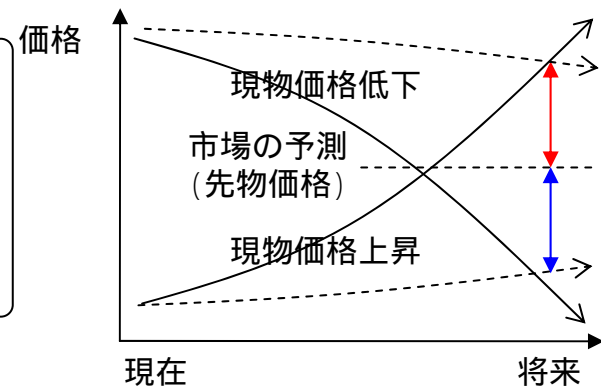 価格
現物価格低下
市場の予測
(先物価格)
現物価格上昇
現在
将来